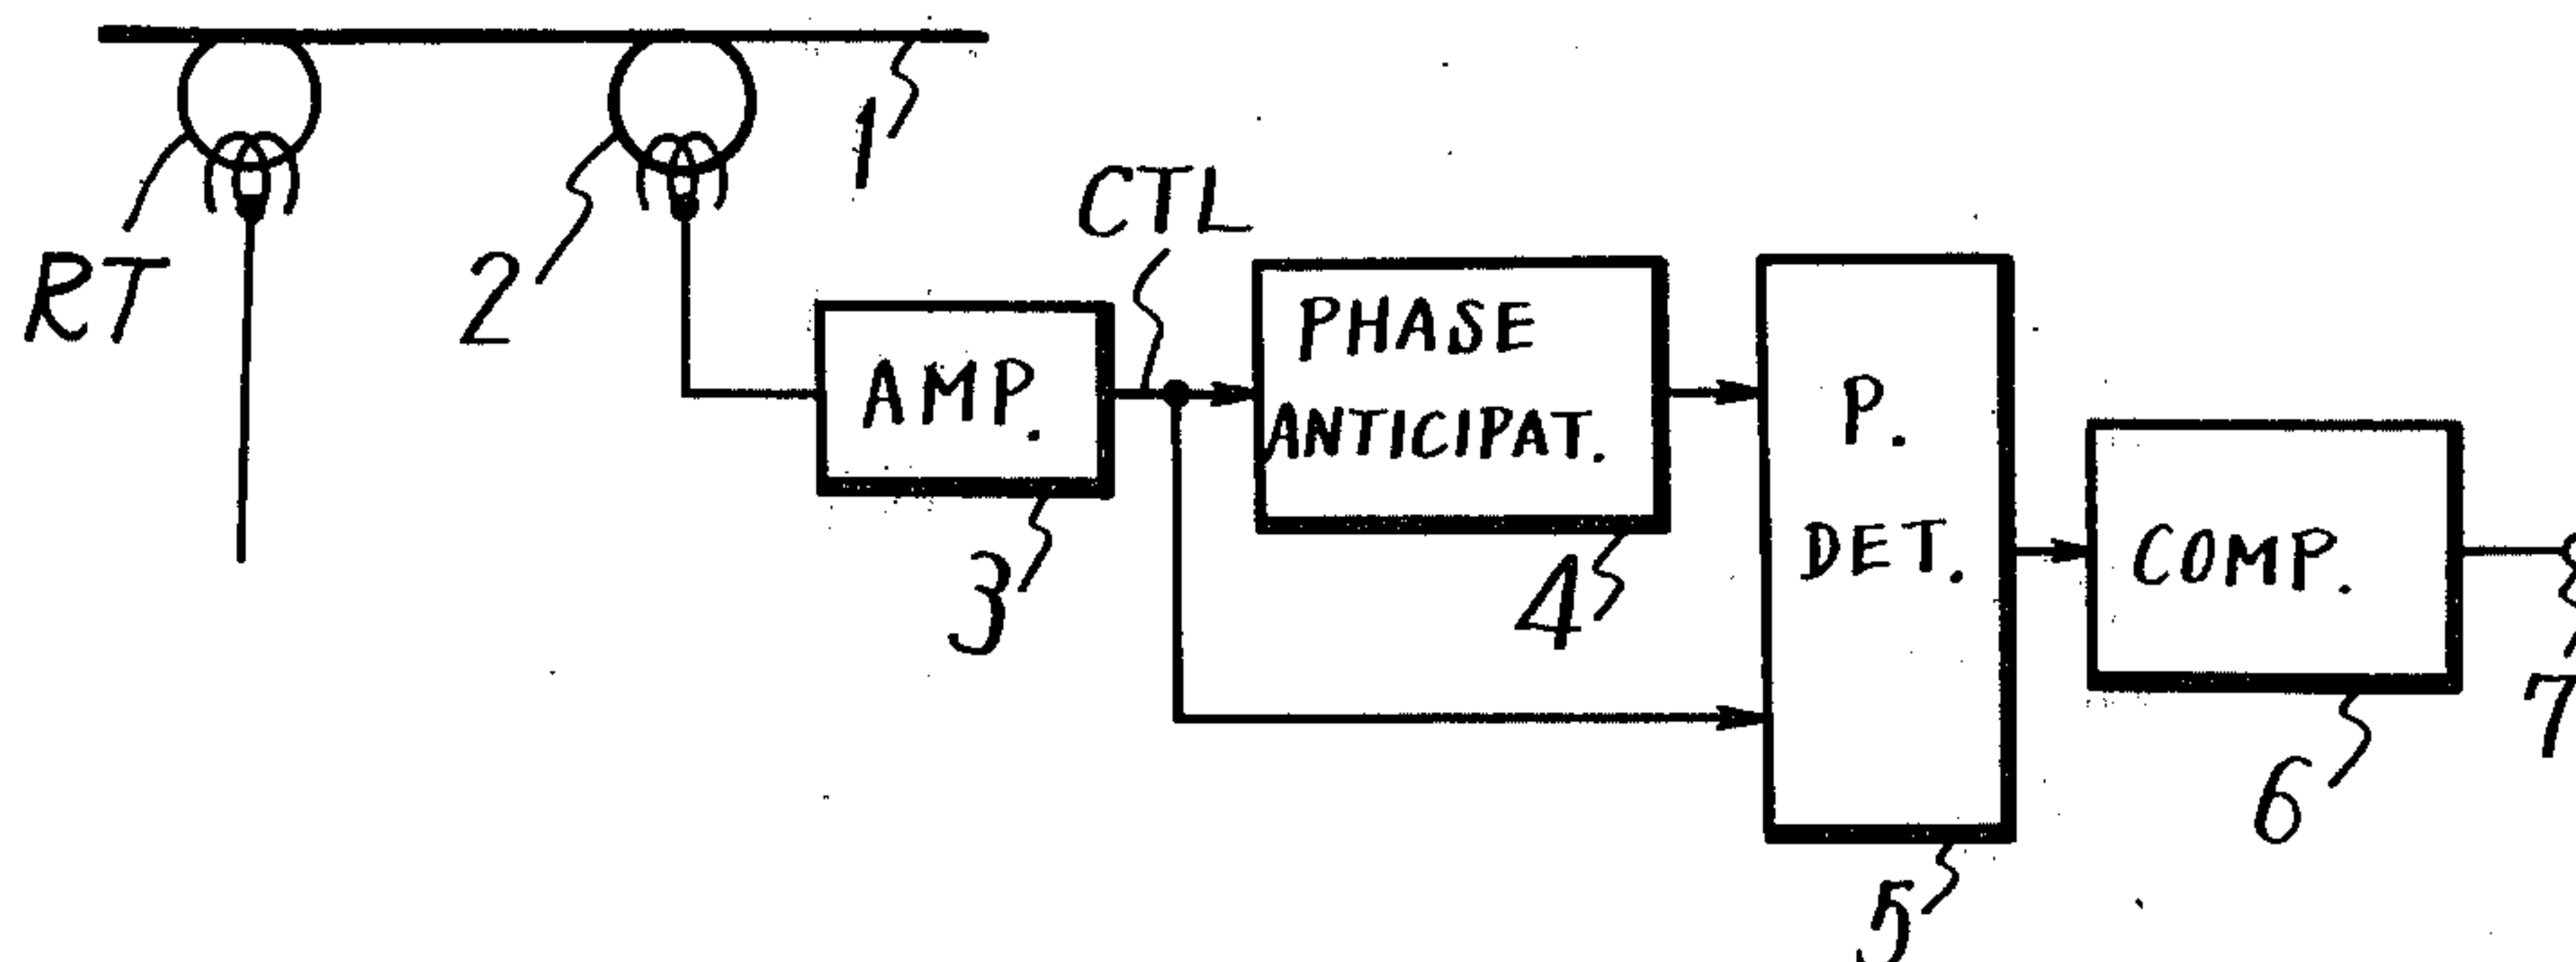 1
RT
2
CTL
AMP.
3
PHASE
ANTICIPAT.
4
P.
DET.
5
COMP.
6
7